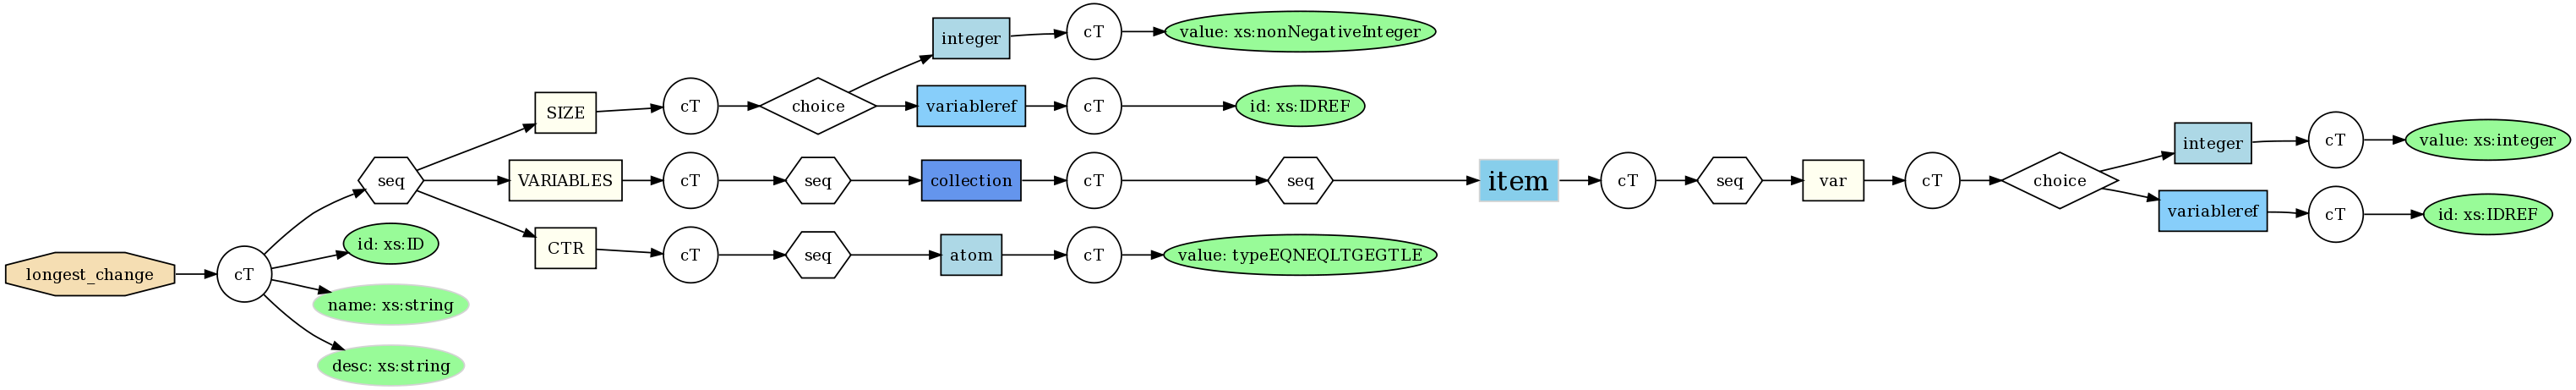 longest_change
cT
seq
id: xs:ID
name: xs:string
desc: xs:string
SIZE
cT
choice
integer
cT
value: xs:nonNegativeInteger
variableref
cT
id: xs:IDREF
VARIABLES
cT
seq
collection
cT
seq
item
cT
seq
var
cT
choice
integer
cT
value: xs:integer
variableref
cT
id: xs:IDREF
CTR
cT
seq
atom
cT
value: typeEQNEQLTGEGTLE